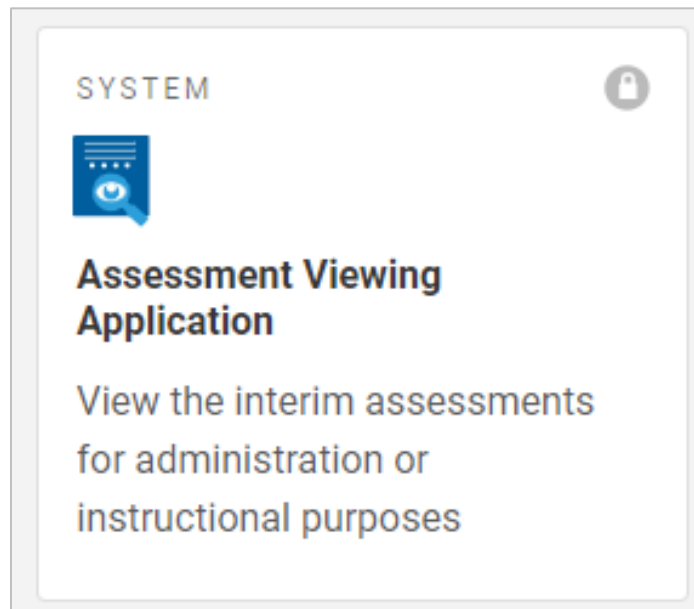 SYSTEM
Assessment Viewing
Application
View the interim assessments
for administration or
instructional purposes